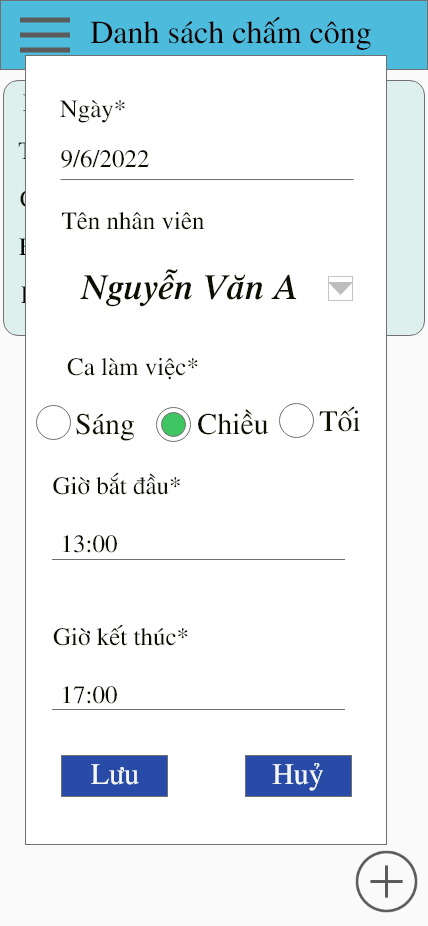 Danh sách chấm công
Ngày*
9/6/2022
Tên nhân viên
Nguyễn Văn A
Ca làm việc*
Sáng Chiều Tối
Giờ bắt đầu*
13:00
Giờ kết thúc*
17:00
Lưu Huỷ